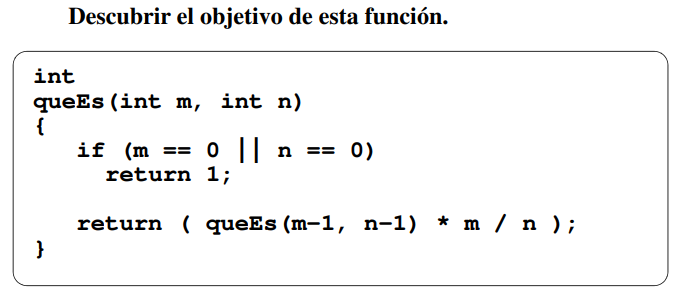 Descubrir el objetivo de esta función.
int
queEs(int m, int n)
{
   if (m == 0 || n == 0)
     return 1;
   return ( queEs(m-1, n-1) * m / n );
}